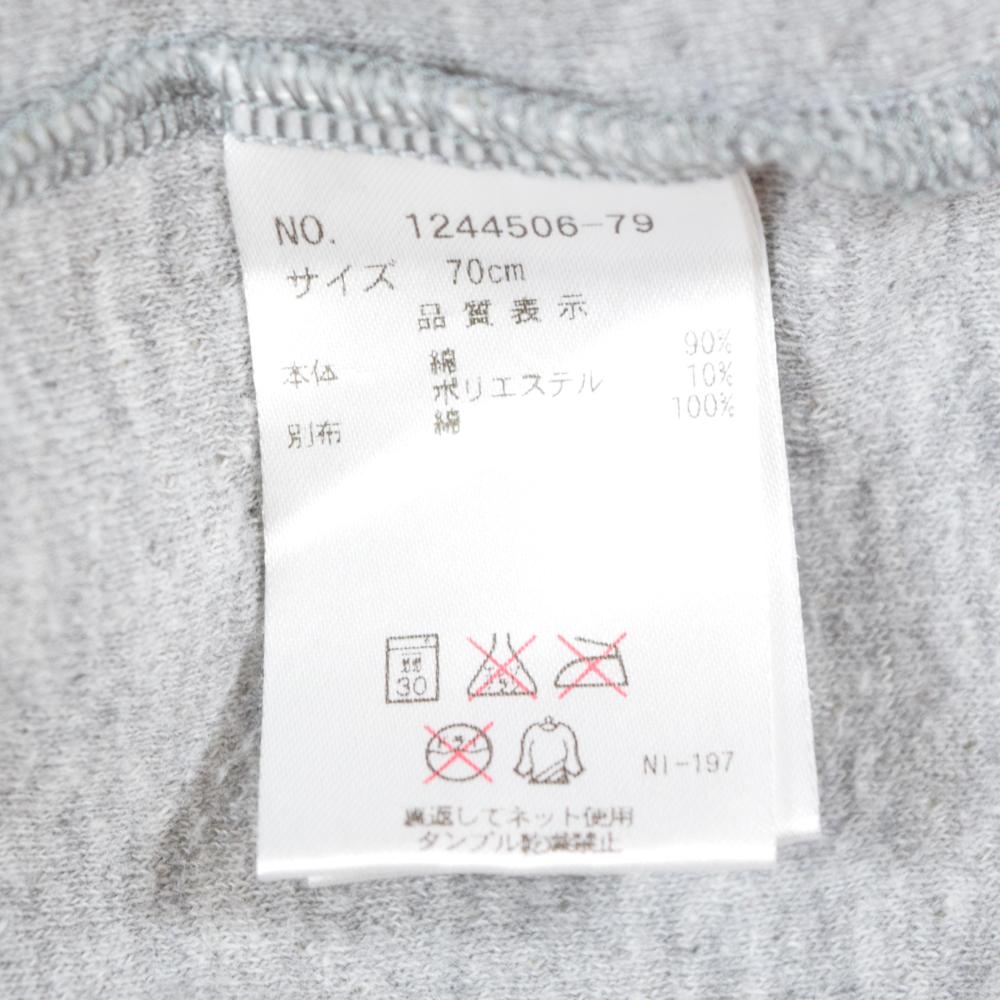 NO. 1244506-79
サイズ 70cm
品質表示
本体 綿 90%
ポリエステル 10%
別布 綿 100%
30
NI-197
裏返してネット使用
タンブル乾燥禁止